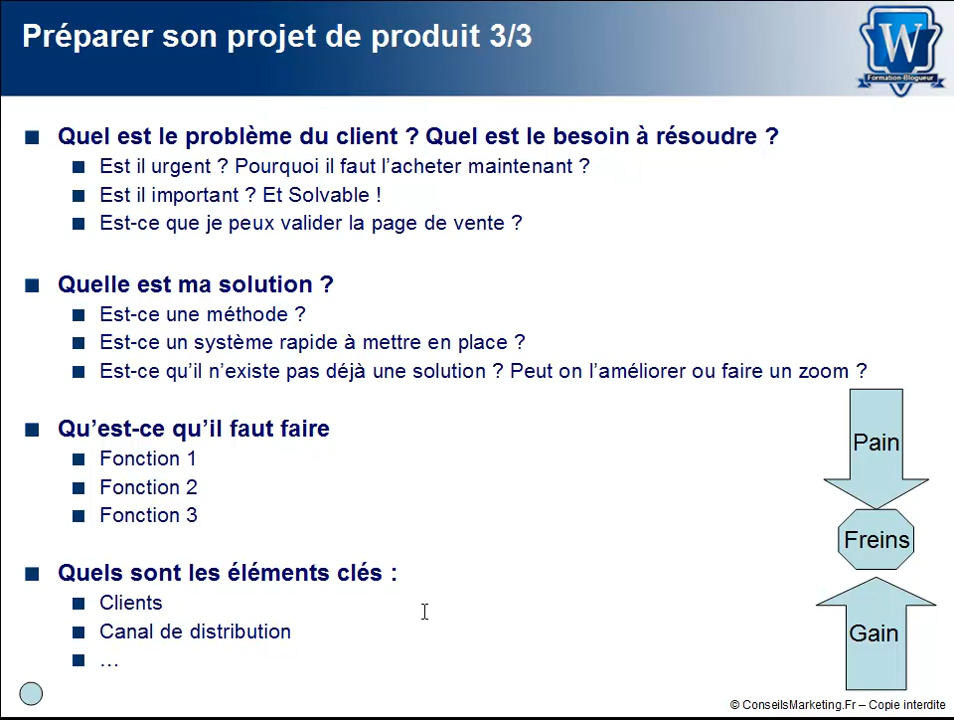 Préparer son projet de produit 3/3
W
Formation-Blogueur
Quel est le problème du client ? Quel est le besoin à résoudre ?
Est il urgent ? Pourquoi il faut l’acheter maintenant ?
Est il important ? Et Solvable !
Est-ce que je peux valider la page de vente ?
Quelle est ma solution ?
Est-ce une méthode ?
Est-ce un système rapide à mettre en place ?
Est-ce qu’il n’existe pas déjà une solution ? Peut on l’améliorer ou faire un zoom ?
Qu’est-ce qu’il faut faire
Fonction 1
Fonction 2
Fonction 3
Quels sont les éléments clés :
Clients
Canal de distribution
…
Pain
Freins
Gain
© ConseilsMarketing.Fr – Copie interdite